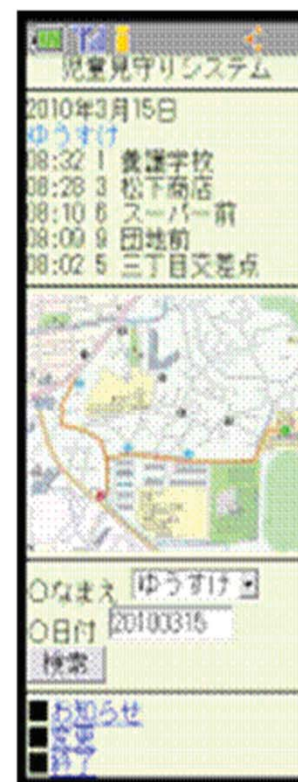 児童見守りシステム
2010年3月15日
ゆうすけ
08:32 1 養護学校
08:28 3 松下商店
08:10 6 スーパー前
08:09 9 団地前
08:02 5 三丁目交差点
○なまえ ゆうすけ
○日付 20100315
検索
■お知らせ
■変更
■終了